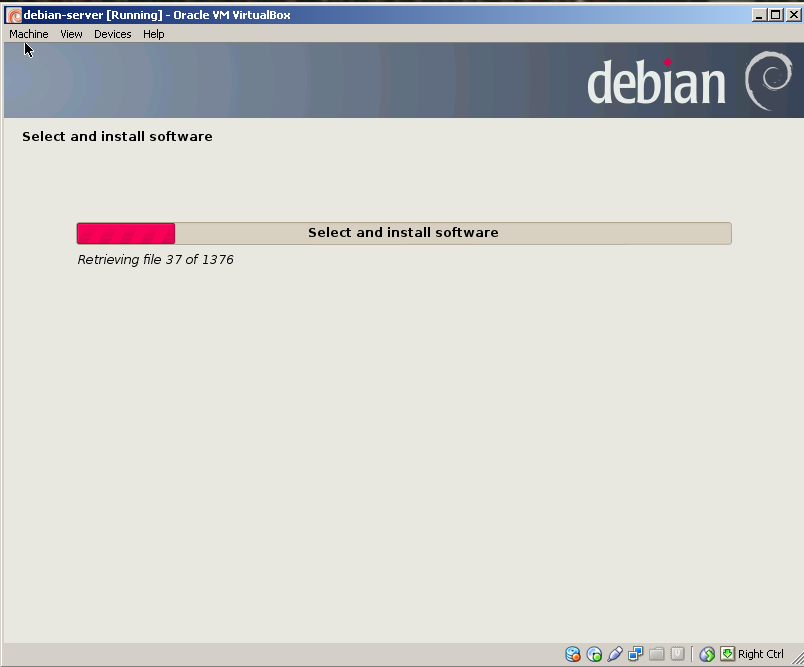 debian-server [Running] - Oracle VM VirtualBox
Machine View Devices Help
debian
Select and install software
Select and install software
Retrieving file 37 of 1376
Right Ctrl